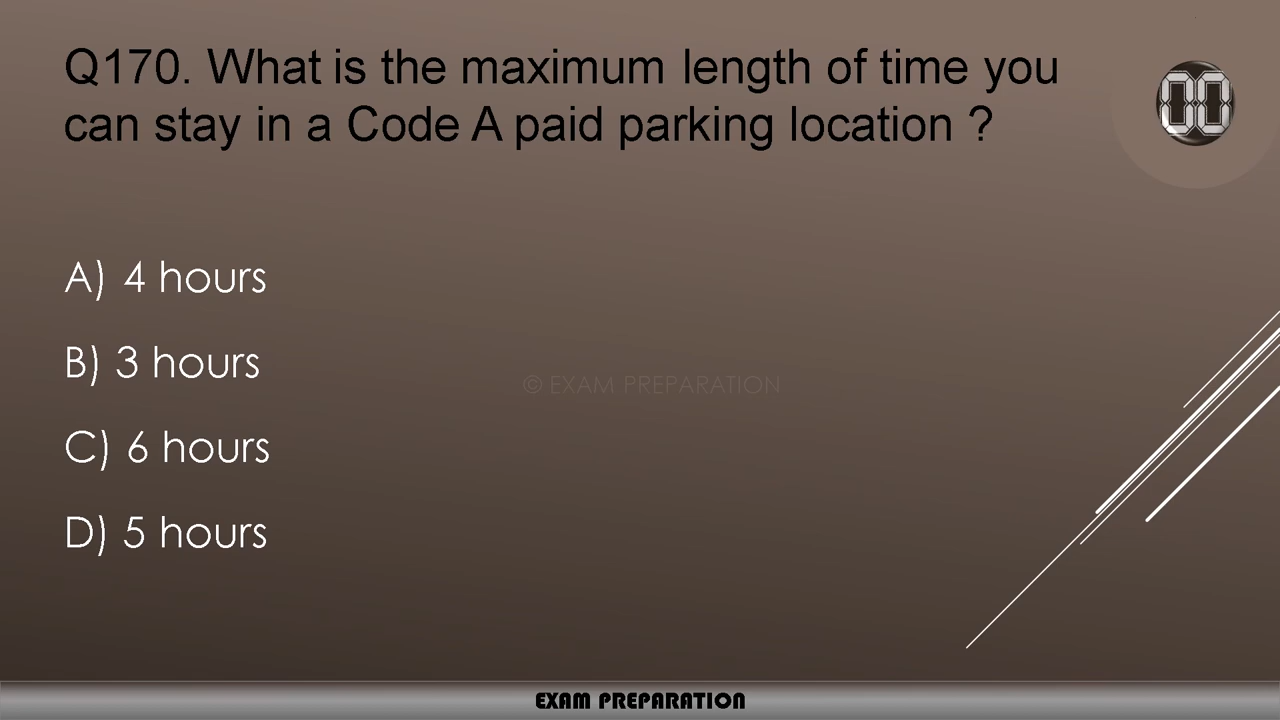 Q170. What is the maximum length of time you
can stay in a Code A paid parking location ?
00
A) 4 hours
B) 3 hours
© EXAM PREPARATION
C) 6 hours
D) 5 hours
EXAM PREPARATION